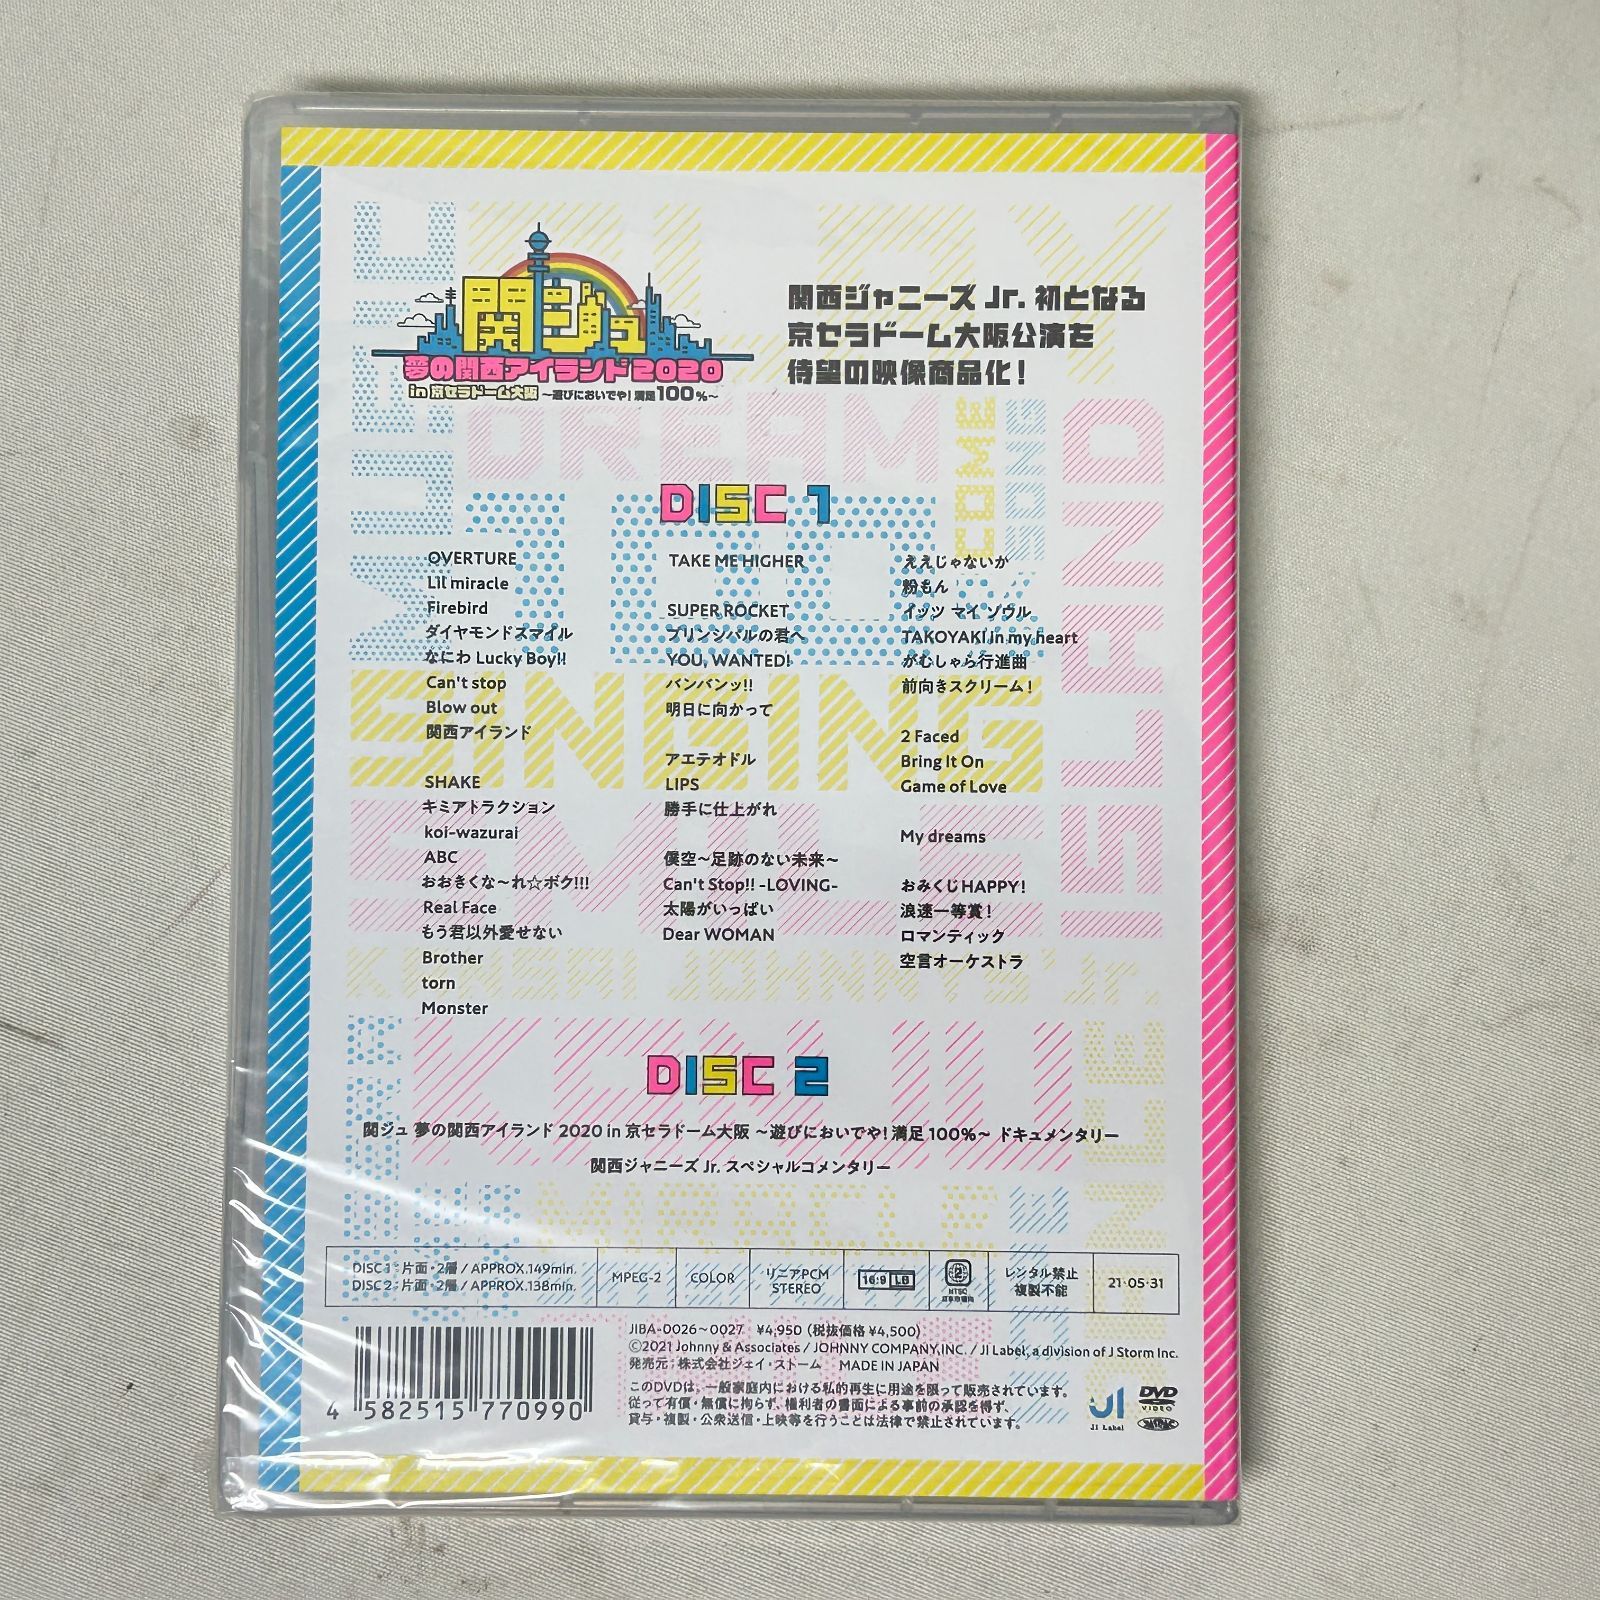 関ジュ
夢の関西アイランド2020
in 京セラドーム大阪 ～遊びにおいでや!満足100%～
関西ジャニーズ Jr. 初となる
京セラドーム大阪公演を
待望の映像商品化!
MUSIC
PLAY
DREAM
COME
SONG
ISLAND
100%
SINGING
SMILE
KANSAI JOHNNYS' Jr
KANJU
MIRACLE
DISC 1
OVERTURE
Lil miracle
Firebird
ダイヤモンドスマイル
なにわ Lucky Boy!!
Can't stop
Blow out
関西アイランド
SHAKE
キミアトラクション
koi-wazurai
ABC
おおきくな～れ☆ボク!!!
Real Face
もう君以外愛せない
Brother
torn
Monster
TAKE ME HIGHER
SUPER ROCKET
プリンシパルの君へ
YOU, WANTED!
バンバンッ!!
明日に向かって
アエテオドル
LIPS
勝手に仕上がれ
僕空～足跡のない未来～
Can't Stop!! -LOVING-
太陽がいっぱい
Dear WOMAN
ええじゃないか
粉もん
イッツ マイ ソウル
TAKOYAKI in my heart
がむしゃら行進曲
前向きスクリーム!
2 Faced
Bring It On
Game of Love
My dreams
おみくじHAPPY!
浪速一等賞!
ロマンティック
空言オーケストラ
DISC 2
関ジュ 夢の関西アイランド 2020 in 京セラドーム大阪 ～遊びにおいでや!満足100%～ ドキュメンタリー
関西ジャニーズ Jr. スペシャルコメンタリー
DISC 1：片面・2層 / APPROX.149min.
DISC 2：片面・2層 / APPROX.138min.
MPEG-2
COLOR
リニアPCM
STEREO
16:9 LB
2
NTSC
日本市場向
レンタル禁止
複製不能
21・05・31
4 582515 770990
JIBA-0026～0027 ¥4,950 (税抜価格 ¥4,500)
©2021 Johnny & Associates / JOHNNY COMPANY,INC. / JI Label, a division of J Storm Inc.
発売元：株式会社ジェイ・ストーム MADE IN JAPAN
このDVDは、一般家庭内における私的再生に用途を限って販売されています。
従って有償・無償に拘らず、権利者の書面による事前の承認を得ず、
貸与・複製・公衆送信・上映等を行うことは法律で禁止されています。
JI
JI Label
DVD
VIDEO